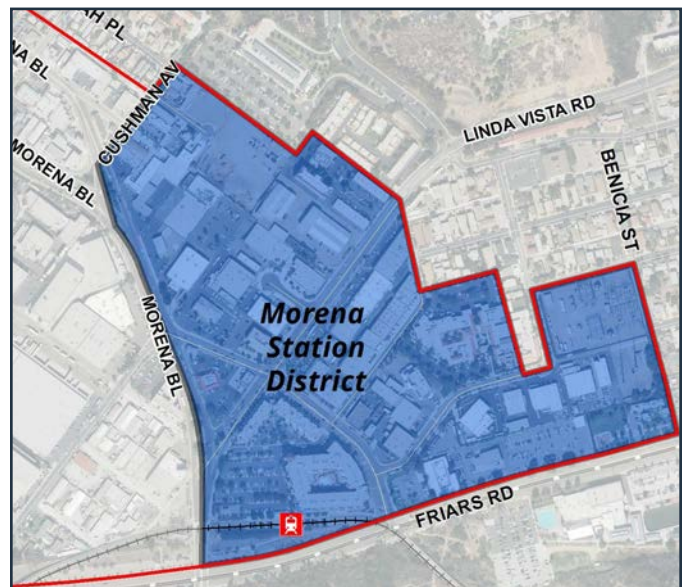 AH PL
NA BL
CUSHMAN AV
MORENA BL
LINDA VISTA RD
BENICIA ST
MORENA BL
Morena
Station
District
FRIARS RD